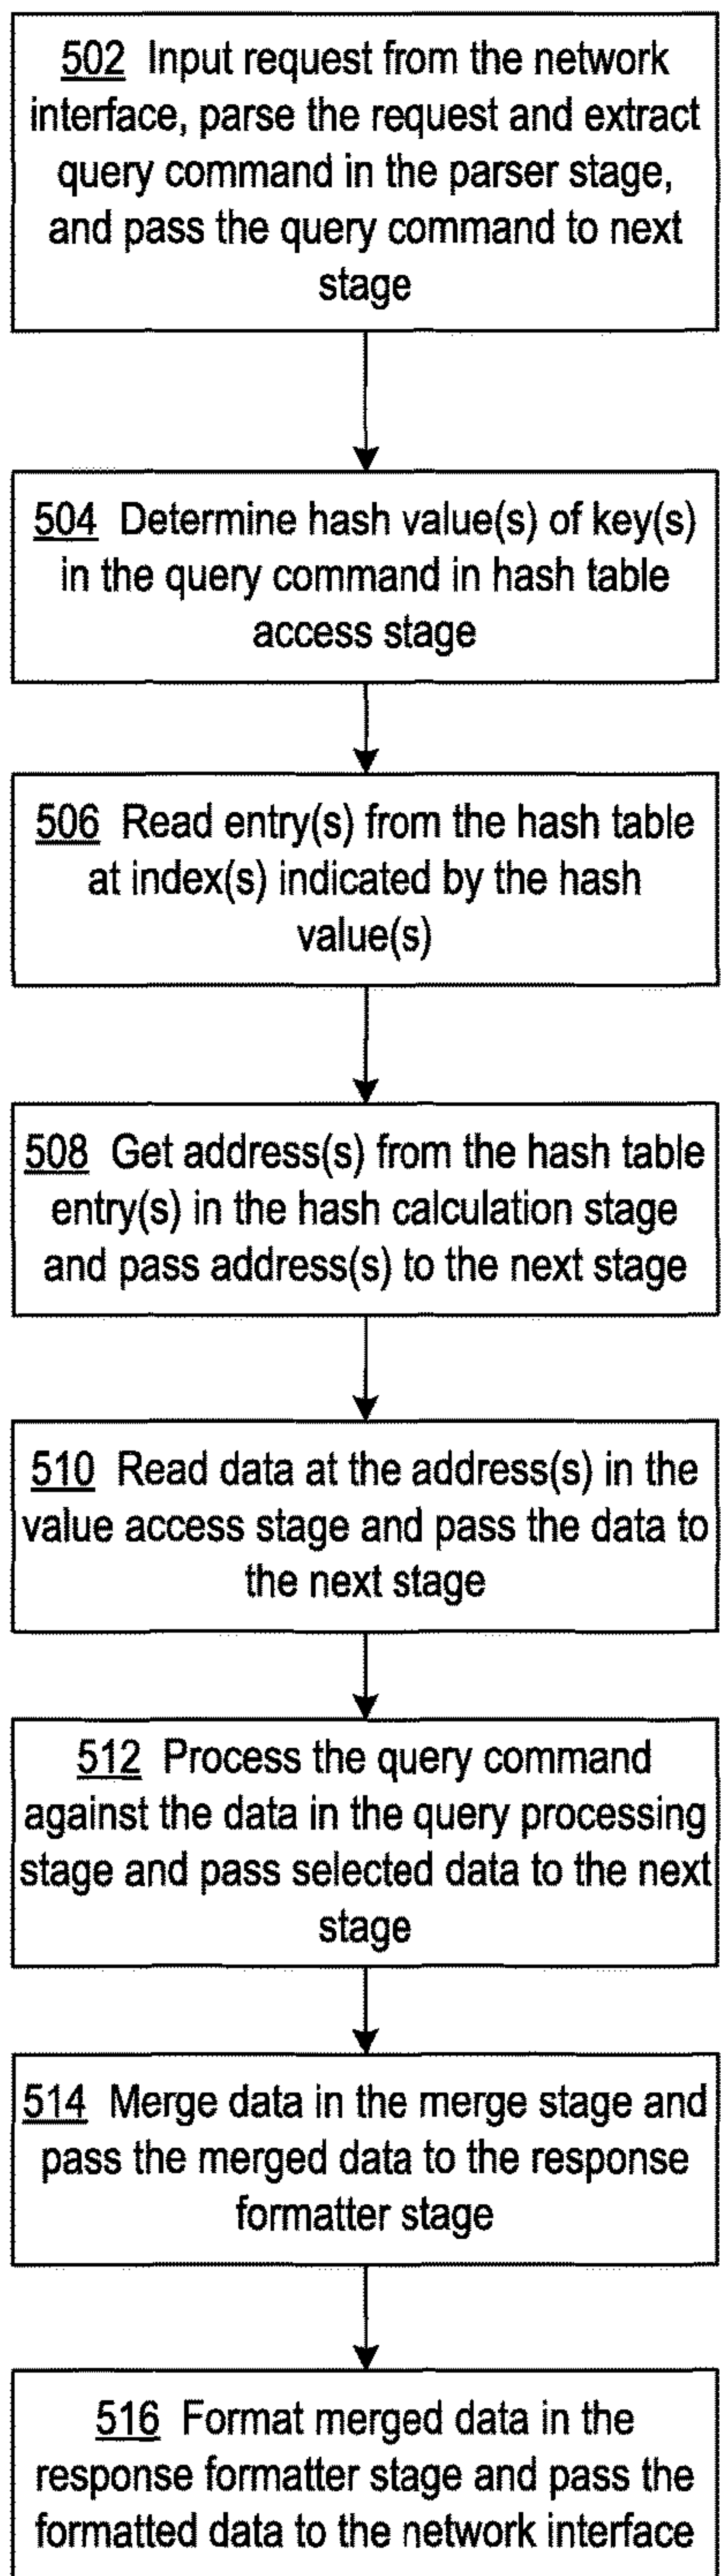 502 Input request from the network
interface, parse the request and extract
query command in the parser stage,
and pass the query command to next
stage
504 Determine hash value(s) of key(s)
in the query command in hash table
access stage
506 Read entry(s) from the hash table
at index(s) indicated by the hash
value(s)
508 Get address(s) from the hash table
entry(s) in the hash calculation stage
and pass address(s) to the next stage
510 Read data at the address(s) in the
value access stage and pass the data to
the next stage
512 Process the query command
against the data in the query processing
stage and pass selected data to the next
stage
514 Merge data in the merge stage and
pass the merged data to the response
formatter stage
516 Format merged data in the
response formatter stage and pass the
formatted data to the network interface